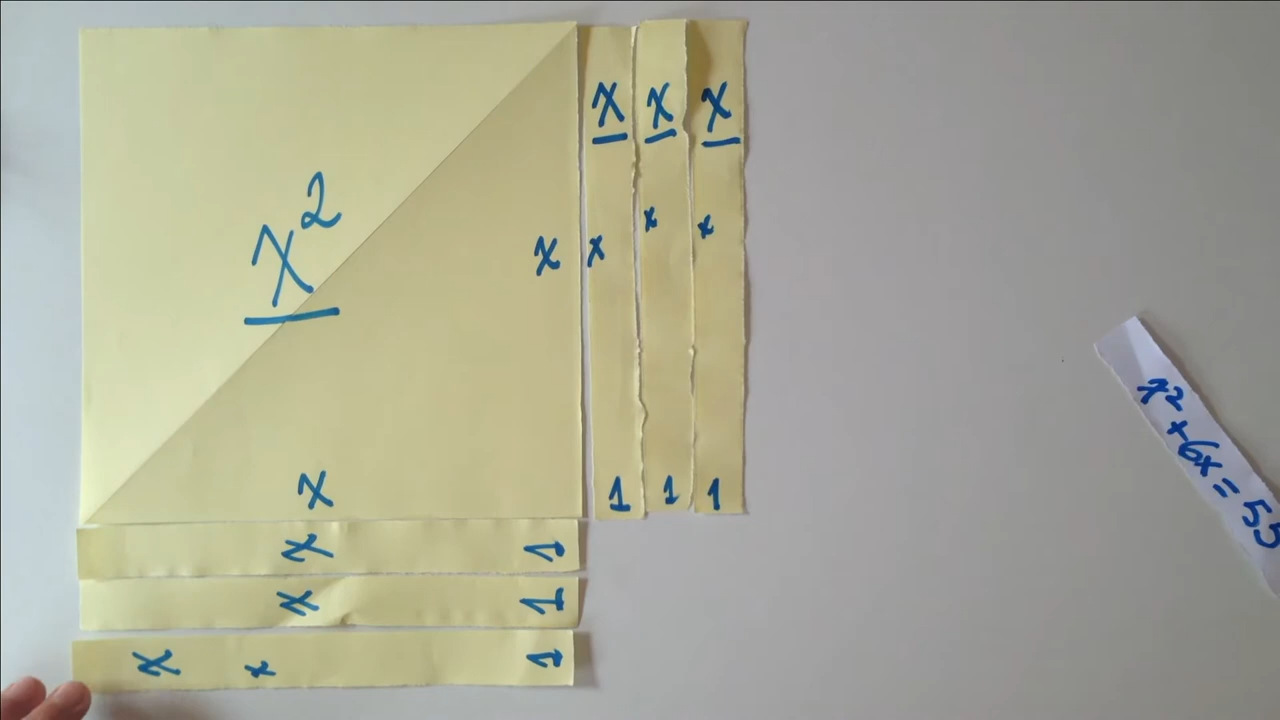 x x x
x²
x x
x x x
1 1 1
x
x 1
x 1
x x 1
x²+6x=55